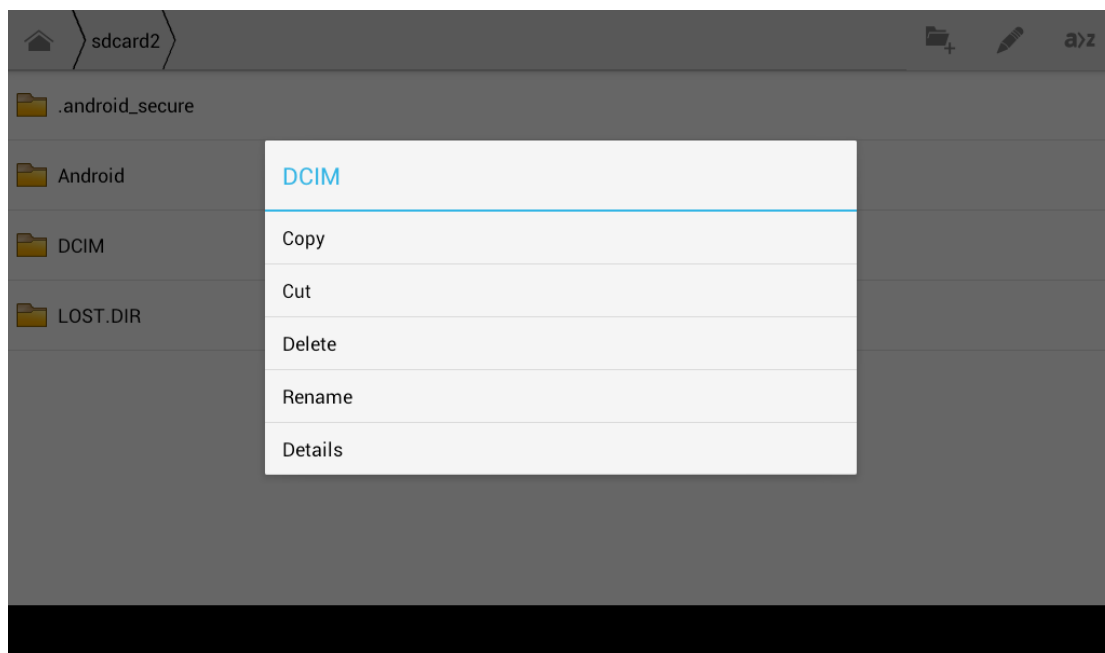 sdcard2
a>z
.android_secure
Android
DCIM
LOST.DIR
DCIM
Copy
Cut
Delete
Rename
Details